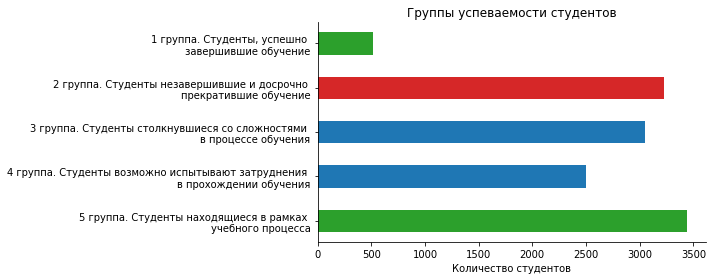 Группы успеваемости студентов
1 группа. Студенты, успешно
завершившие обучение
2 группа. Студенты незавершившие и досрочно
прекратившие обучение
3 группа. Студенты столкнувшиеся со сложностями
в процессе обучения
4 группа. Студенты возможно испытывают затруднения
в прохождении обучения
5 группа. Студенты находящиеся в рамках
учебного процесса
0 500 1000 1500 2000 2500 3000 3500
Количество студентов